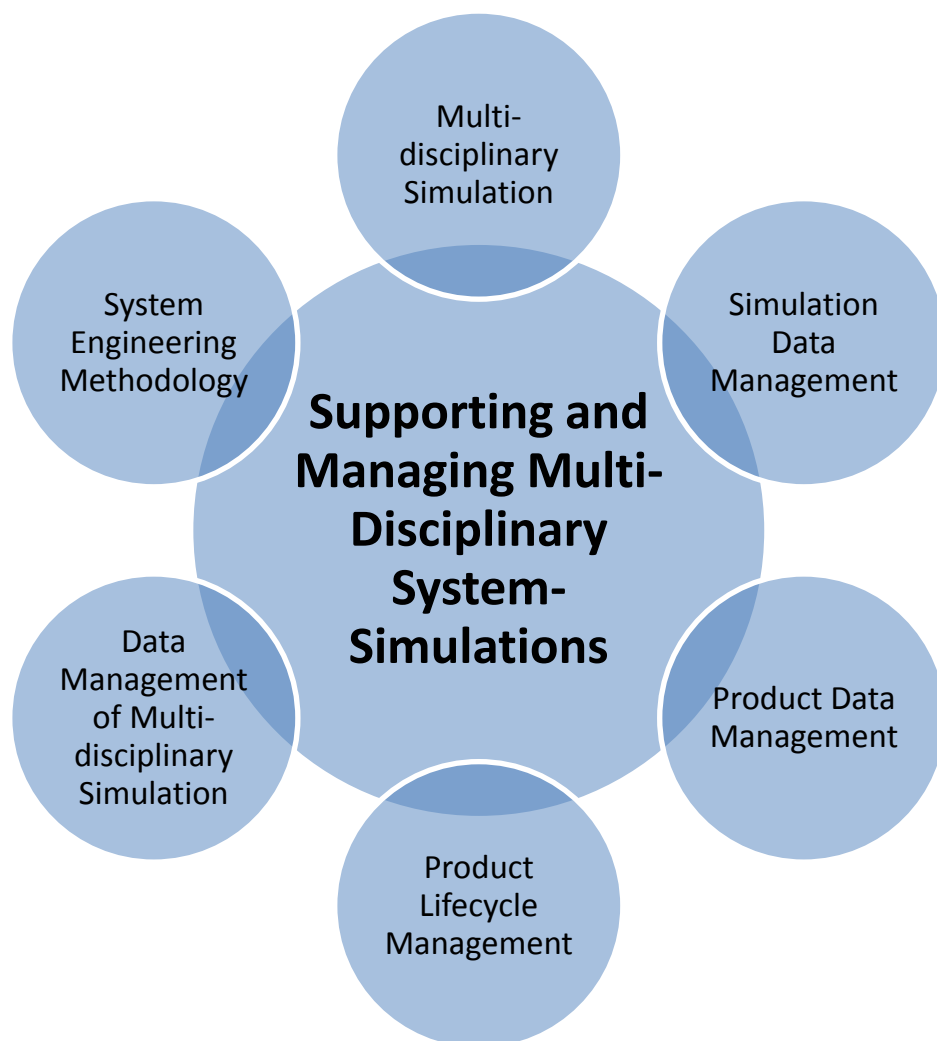 Multi-
disciplinary
Simulation
Simulation
Data
Management
Product Data
Management
Product
Lifecycle
Management
Data
Management
of Multi-
disciplinary
Simulation
System
Engineering
Methodology
Supporting and
Managing Multi-
Disciplinary
System-
Simulations